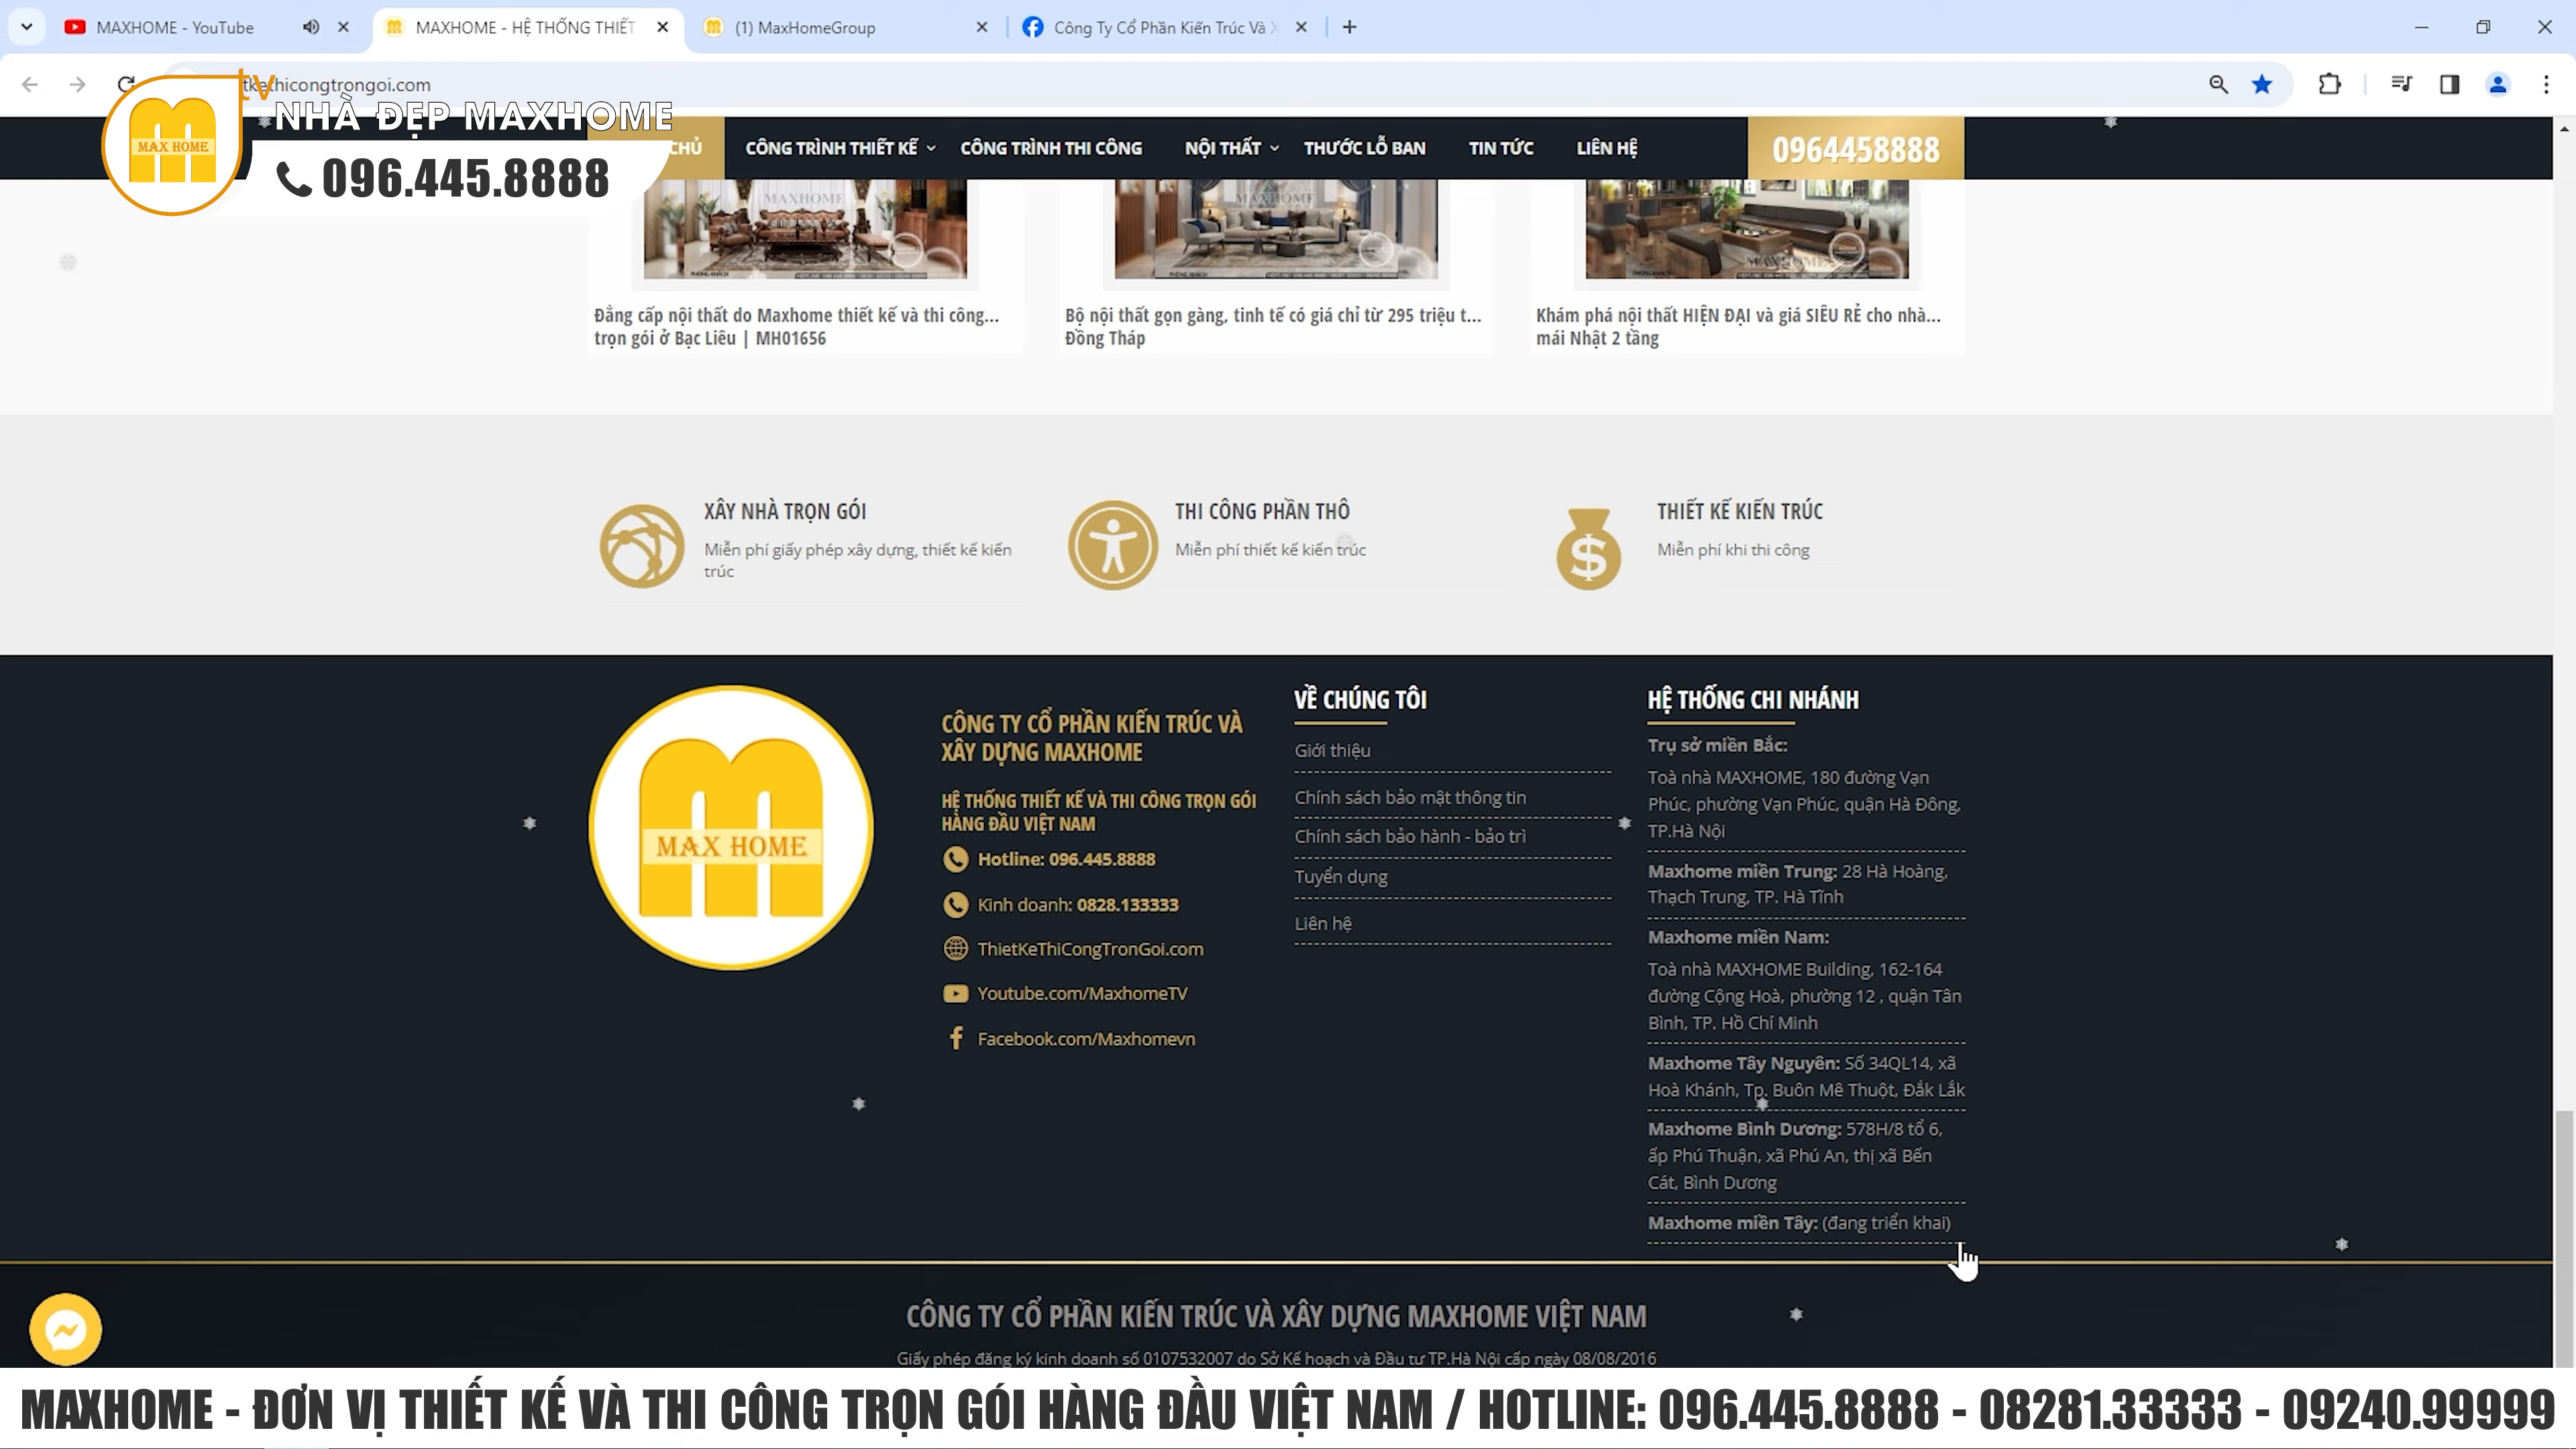 MAXHOME - YouTube
MAXHOME - HỆ THỐNG THIẾT
(1) MaxHomeGroup
Công Ty Cổ Phần Kiến Trúc Và X
tkethicongtrongoi.com
tv
NHÀ ĐẸP MAXHOME
MAX HOME
096.445.8888
CHỦ
CÔNG TRÌNH THIẾT KẾ
CÔNG TRÌNH THI CÔNG
NỘI THẤT
THƯỚC LỖ BAN
TIN TỨC
LIÊN HỆ
0964458888
MAXHOME
MAXHOME
MAXHOME
Đẳng cấp nội thất do Maxhome thiết kế và thi công...
trọn gói ở Bạc Liêu | MH01656
Bộ nội thất gọn gàng, tinh tế có giá chỉ từ 295 triệu t...
Đồng Tháp
Khám phá nội thất HIỆN ĐẠI và giá SIÊU RẺ cho nhà...
mái Nhật 2 tầng
XÂY NHÀ TRỌN GÓI
Miễn phí giấy phép xây dựng, thiết kế kiến
trúc
THI CÔNG PHẦN THÔ
Miễn phí thiết kế kiến trúc
THIẾT KẾ KIẾN TRÚC
Miễn phí khi thi công
MAX HOME
CÔNG TY CỔ PHẦN KIẾN TRÚC VÀ
XÂY DỰNG MAXHOME
HỆ THỐNG THIẾT KẾ VÀ THI CÔNG TRỌN GÓI
HÀNG ĐẦU VIỆT NAM
Hotline: 096.445.8888
Kinh doanh: 0828.133333
ThietKeThiCongTronGoi.com
Youtube.com/MaxhomeTV
Facebook.com/Maxhomevn
VỀ CHÚNG TÔI
Giới thiệu
Chính sách bảo mật thông tin
Chính sách bảo hành - bảo trì
Tuyển dụng
Liên hệ
HỆ THỐNG CHI NHÁNH
Trụ sở miền Bắc:
Toà nhà MAXHOME, 180 đường Vạn
Phúc, phường Vạn Phúc, quận Hà Đông,
TP.Hà Nội
Maxhome miền Trung: 28 Hà Hoàng,
Thạch Trung, TP. Hà Tĩnh
Maxhome miền Nam:
Toà nhà MAXHOME Building, 162-164
đường Cộng Hoà, phường 12 , quận Tân
Bình, TP. Hồ Chí Minh
Maxhome Tây Nguyên: Số 34QL14, xã
Hoà Khánh, Tp. Buôn Mê Thuột, Đắk Lắk
Maxhome Bình Dương: 578H/8 tổ 6,
ấp Phú Thuận, xã Phú An, thị xã Bến
Cát, Bình Dương
Maxhome miền Tây: (đang triển khai)
CÔNG TY CỔ PHẦN KIẾN TRÚC VÀ XÂY DỰNG MAXHOME VIỆT NAM
Giấy phép đăng ký kinh doanh số 0107532007 do Sở Kế hoạch và Đầu tư TP.Hà Nội cấp ngày 08/08/2016
MAXHOME - ĐƠN VỊ THIẾT KẾ VÀ THI CÔNG TRỌN GÓI HÀNG ĐẦU VIỆT NAM / HOTLINE: 096.445.8888 - 08281.33333 - 09240.99999